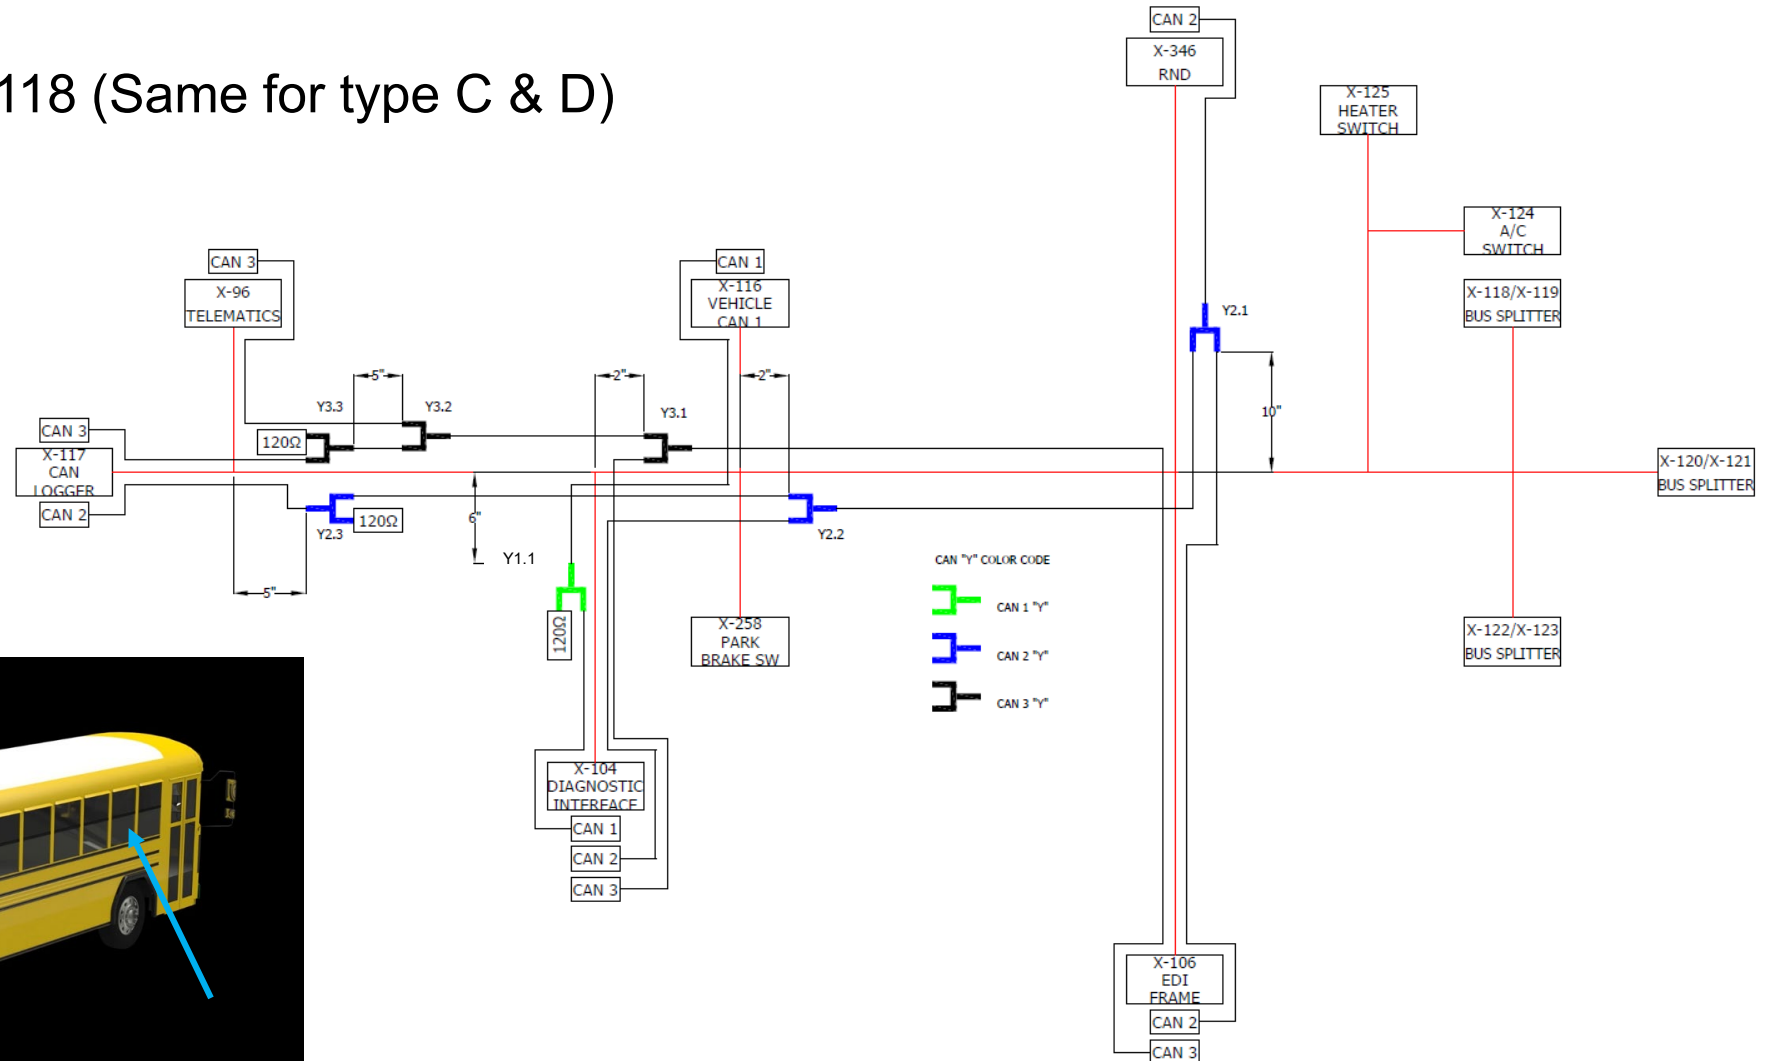 118 (Same for type C & D)
CAN 2
X-346
RND
X-125
HEATER
SWITCH
X-124
A/C
SWITCH
CAN 3
X-96
TELEMATICS
CAN 1
X-116
VEHICLE
CAN 1
X-118/X-119
BUS SPLITTER
Y2.1
5"
2"
2"
Y3.3
Y3.2
Y3.1
10"
CAN 3
120Ω
X-117
CAN
LOGGER
X-120/X-121
BUS SPLITTER
CAN 2
120Ω
6"
Y2.3
Y2.2
Y1.1
CAN "Y" COLOR CODE
5"
CAN 1 "Y"
120Ω
X-258
PARK
BRAKE SW
X-122/X-123
BUS SPLITTER
CAN 2 "Y"
CAN 3 "Y"
X-104
DIAGNOSTIC
INTERFACE
CAN 1
CAN 2
CAN 3
X-106
EDI
FRAME
CAN 2
CAN 3